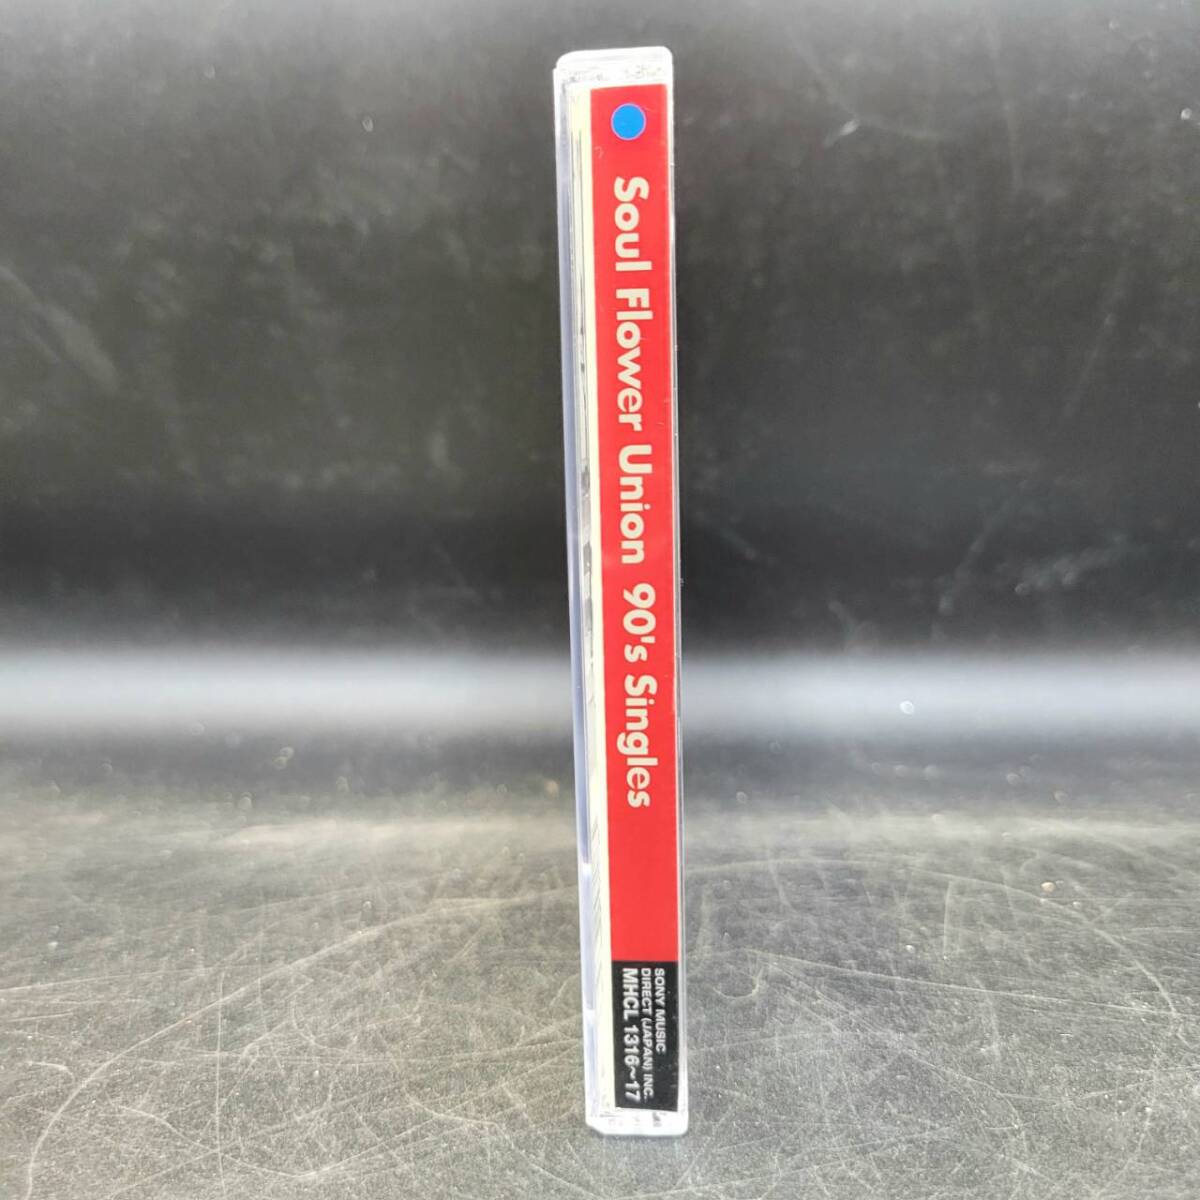 Soul Flower Union 90's Singles
SONY MUSIC
DIRECT (JAPAN) INC.
MHCL 1316~17